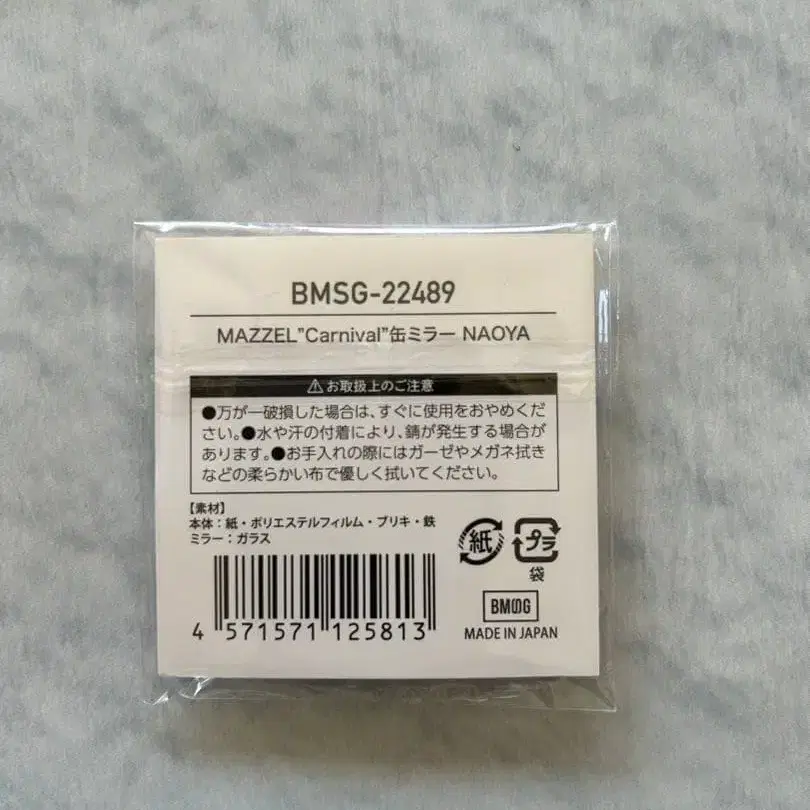 BMSG-22489
MAZZEL"Carnival"缶ミラー NAOYA
⚠お取扱上のご注意
●万が一破損した場合は、すぐに使用をおやめくだ
さい。●水や汗の付着により、錆が発生する場合が
あります。●お手入れの際にはガーゼやメガネ拭き
などの柔らかい布で優しく拭いてください。
【素材】
本体：紙・ポリエステルフィルム・ブリキ・鉄
ミラー：ガラス
紙
プラ
袋
4 571571 125813
BMSG
MADE IN JAPAN